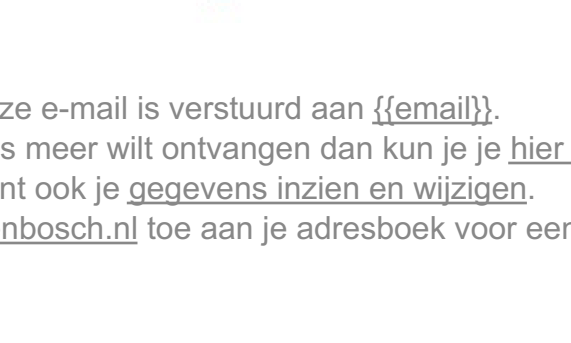 ze e-mail is verstuurd aan {{email}}.
s meer wilt ontvangen dan kun je je hier
nt ook je gegevens inzien en wijzigen.
nbosch.nl toe aan je adresboek voor een